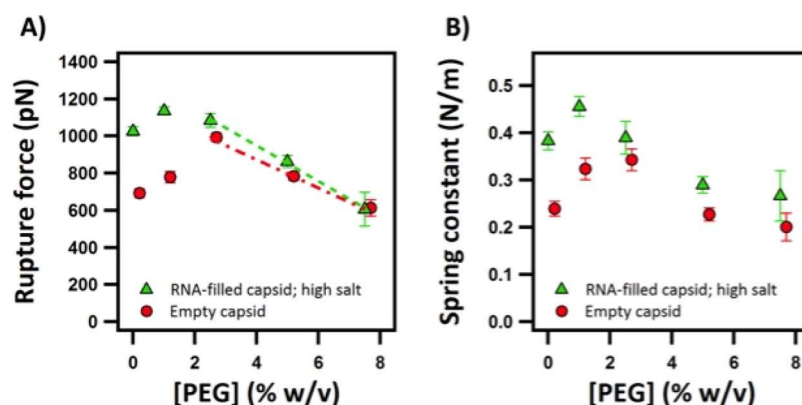 A)
Rupture force (pN)
1400
1200
1000
800
600
400
200
0
RNA-filled capsid; high salt
Empty capsid
0 2 4 6 8
[PEG] (% w/v)
B)
Spring constant (N/m)
0.5
0.4
0.3
0.2
0.1
0.0
RNA-filled capsid; high salt
Empty capsid
0 2 4 6 8
[PEG] (% w/v)